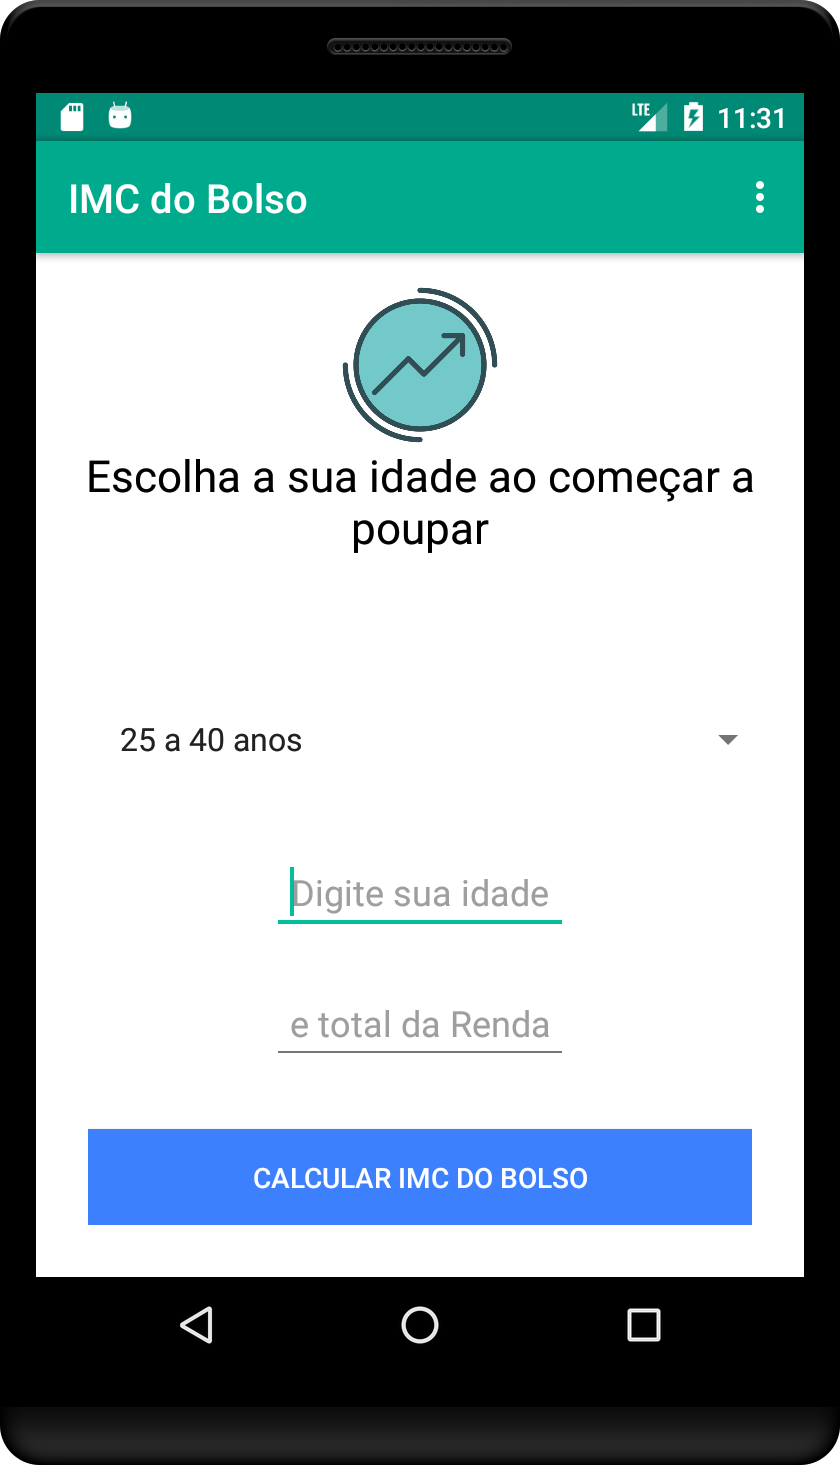 LTE 11:31
IMC do Bolso
Escolha a sua idade ao começar a
poupar
25 a 40 anos
Digite sua idade
e total da Renda
CALCULAR IMC DO BOLSO